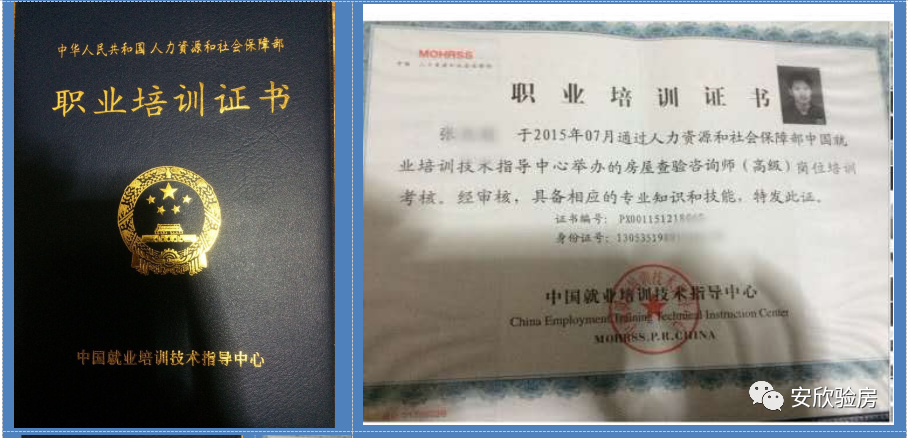 中华人民共和国人力资源和社会保障部
职业培训证书
中国就业培训技术指导中心
MOHRSS
职业培训证书
张 于2015年07月通过人力资源和社会保障部中国就
业培训技术指导中心举办的房屋查验咨询师（高级）岗位培训
考核。经审核，具备相应的专业知识和技能，特发此证。
证书编号： PX001151218
身份证号： 13053519
中国就业培训技术指导中心
China Employment Training Technical Instruction Center
MOHRSS.P.R.CHINA
安欣验房